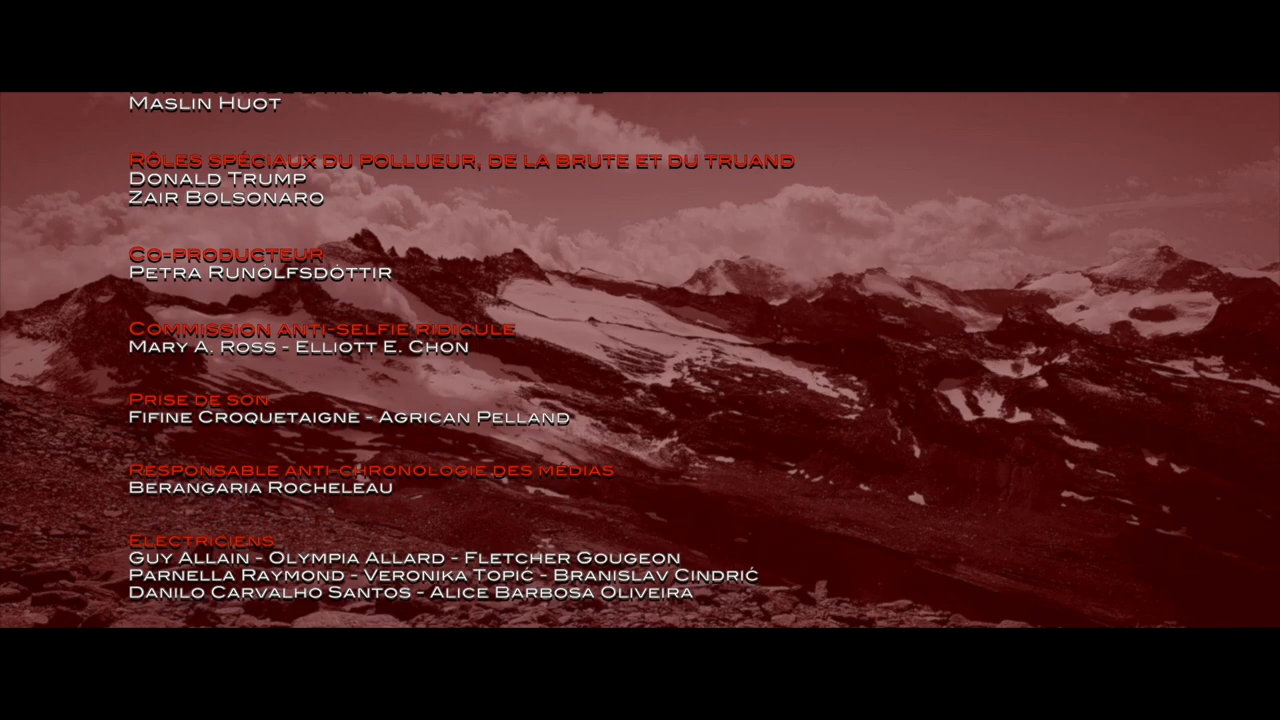 Maslin Huot
Rôles spéciaux du pollueur, de la brute et du truand
Donald Trump
Zair Bolsonaro
Co-producteur
Petra Runólfsdóttir
Commission anti-selfie ridicule
Mary A. Ross - Elliott E. Chon
Prise de son
Fifine Croquetaigne - Agrican Pelland
Responsable anti-chronologie des médias
Berangaria Rocheleau
Electriciens
Guy Allain - Olympia Allard - Fletcher Gougeon
Parnella Raymond - Veronika Topić - Branislav Cindrić
Danilo Carvalho Santos - Alice Barbosa Oliveira